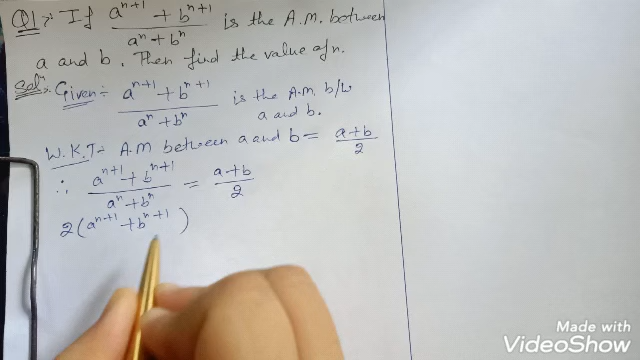 Q1:- If (a^(n+1) + b^(n+1))/(a^n + b^n) is the A.M. between
a and b. Then find the value of n.
Solⁿ:- Given:- (a^(n+1) + b^(n+1))/(a^n + b^n) is the A.M. b/w
a and b.
W.K.T:- A.M between a and b = (a+b)/2
∴ (a^(n+1) + b^(n+1))/(a^n + b^n) = (a+b)/2
2(a^(n+1) + b^(n+1))
Made with
VideoShow